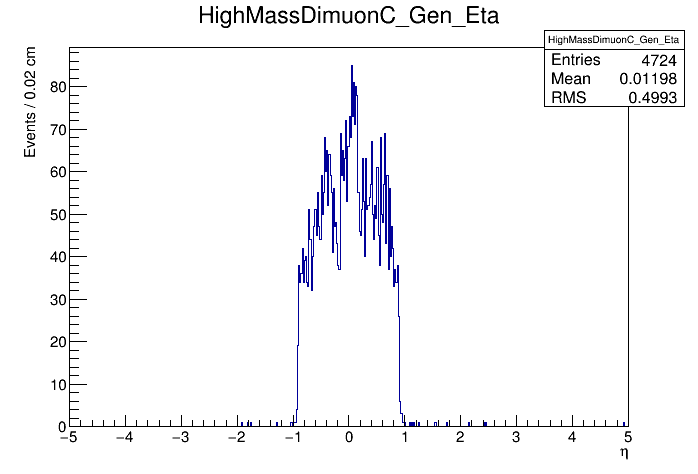 HighMassDimuonC_Gen_Eta
HighMassDimuonC_Gen_Eta
Entries 4724
Mean 0.01198
RMS 0.4993
Events / 0.02 cm
80
70
60
50
40
30
20
10
0
−5 −4 −3 −2 −1 0 1 2 3 4 5
η